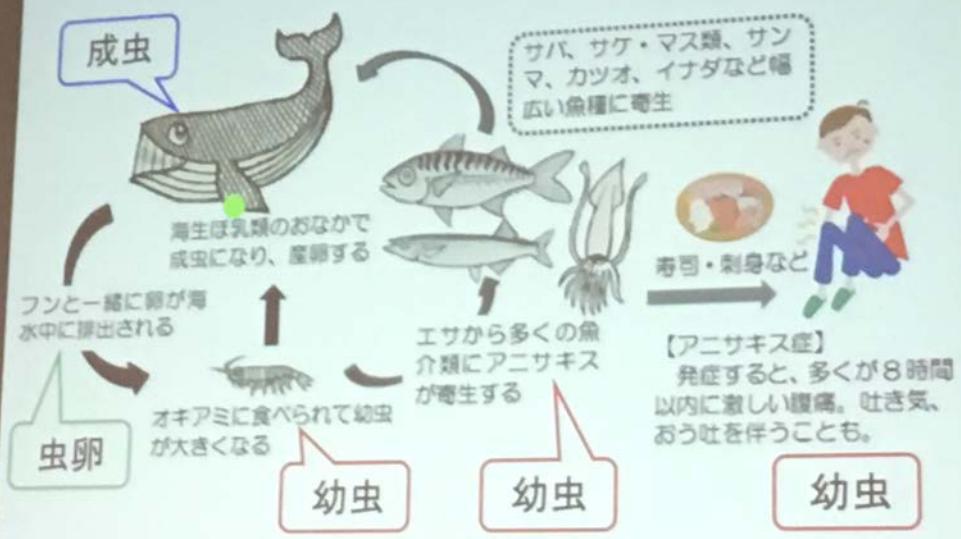 成虫
サバ、サケ・マス類、サン
マ、カツオ、イナダなど幅
広い魚種に寄生
海生ほ乳類のおなかで
成虫になり、産卵する
フンと一緒に卵が海
水中に排出される
虫卵
オキアミに食べられて幼虫
が大きくなる
幼虫
エサから多くの魚
介類にアニサキス
が寄生する
幼虫
寿司・刺身など
【アニサキス症】
発症すると、多くが8時間
以内に激しい腹痛。吐き気、
おう吐を伴うことも。
幼虫